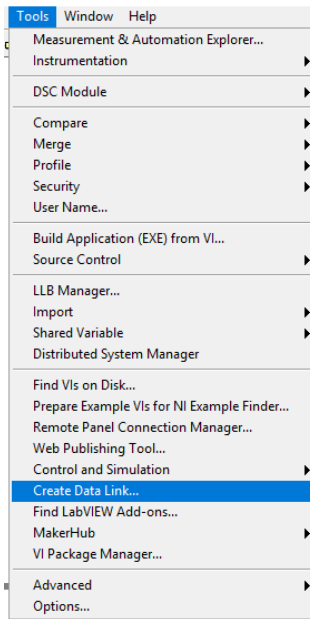 Tools Window Help
Measurement & Automation Explorer...
Instrumentation
DSC Module
Compare
Merge
Profile
Security
User Name...
Build Application (EXE) from VI...
Source Control
LLB Manager...
Import
Shared Variable
Distributed System Manager
Find VIs on Disk...
Prepare Example VIs for NI Example Finder...
Remote Panel Connection Manager...
Web Publishing Tool...
Control and Simulation
Create Data Link...
Find LabVIEW Add-ons...
MakerHub
VI Package Manager...
Advanced
Options...